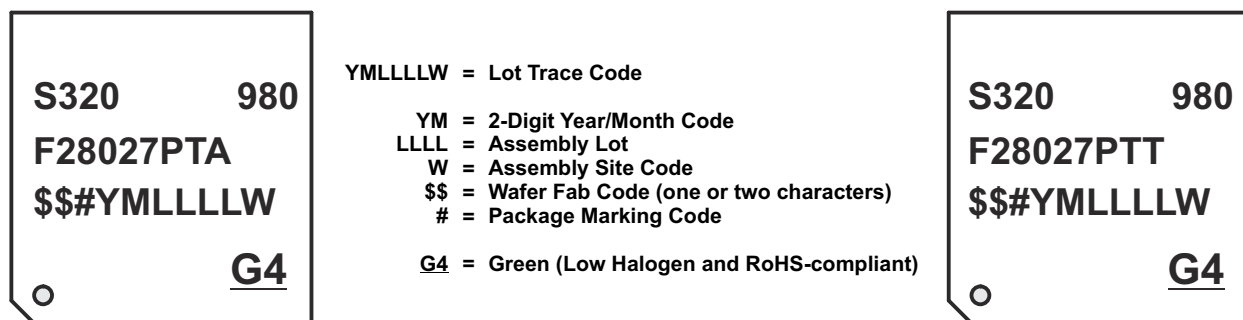 S320 980
F28027PTA
$$#YMLLLLW
G4
YMLLLLW = Lot Trace Code
YM = 2-Digit Year/Month Code
LLLL = Assembly Lot
W = Assembly Site Code
$$ = Wafer Fab Code (one or two characters)
# = Package Marking Code
G4 = Green (Low Halogen and RoHS-compliant)
S320 980
F28027PTT
$$#YMLLLLW
G4